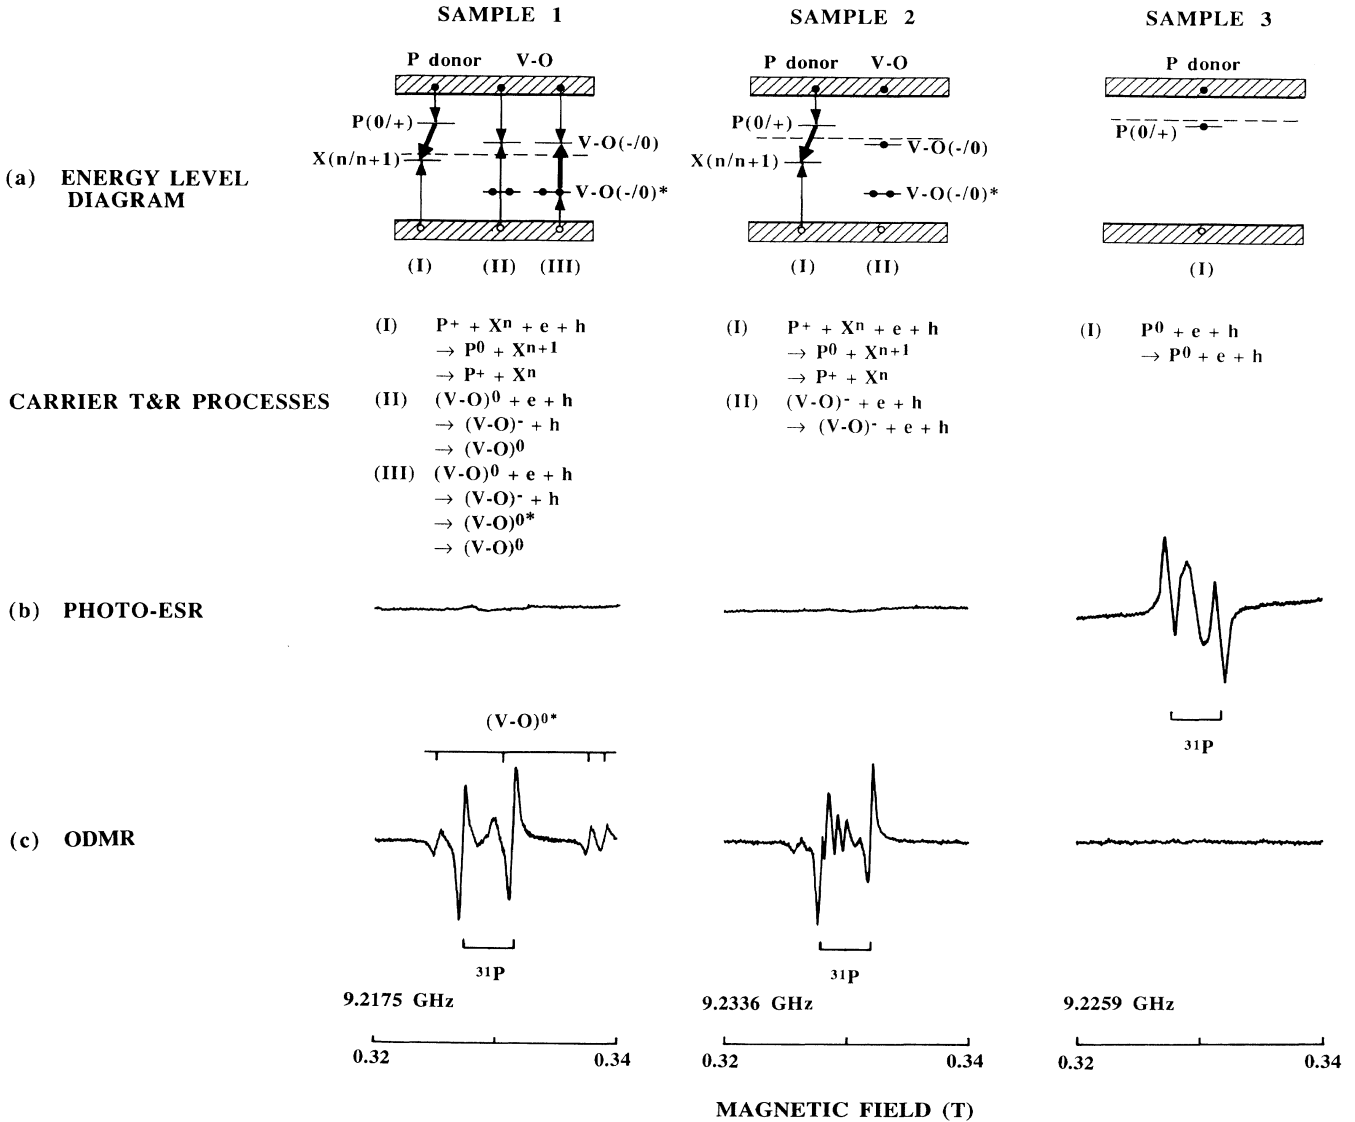 SAMPLE 1
SAMPLE 2
SAMPLE 3
P donor V-O
P donor V-O
P donor
(a) ENERGY LEVEL
DIAGRAM
P(0/+)
X(n/n+1)
V-O(-/0)
V-O(-/0)*
P(0/+)
X(n/n+1)
V-O(-/0)
V-O(-/0)*
P(0/+)
(I) (II) (III)
(I) (II)
(I)
CARRIER T&R PROCESSES
(I) P⁺ + Xⁿ + e + h
→ P⁰ + Xⁿ⁺¹
→ P⁺ + Xⁿ
(II) (V-O)⁰ + e + h
→ (V-O)⁻ + h
→ (V-O)⁰
(III) (V-O)⁰ + e + h
→ (V-O)⁻ + h
→ (V-O)⁰*
→ (V-O)⁰
(I) P⁺ + Xⁿ + e + h
→ P⁰ + Xⁿ⁺¹
→ P⁺ + Xⁿ
(II) (V-O)⁻ + e + h
→ (V-O)⁻ + e + h
(I) P⁰ + e + h
→ P⁰ + e + h
(b) PHOTO-ESR
³¹P
(c) ODMR
(V-O)⁰*
³¹P
³¹P
9.2175 GHz
9.2336 GHz
9.2259 GHz
0.32 0.34
0.32 0.34
0.32 0.34
MAGNETIC FIELD (T)